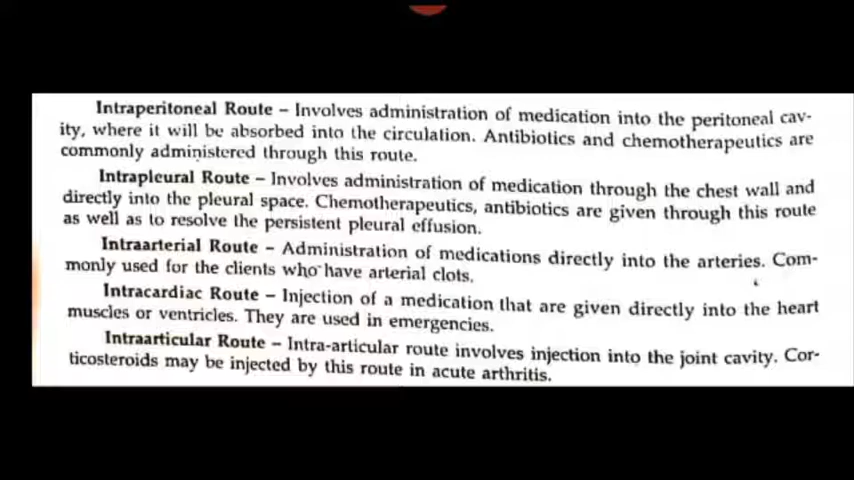 Intraperitoneal Route – Involves administration of medication into the peritoneal cav-
ity, where it will be absorbed into the circulation. Antibiotics and chemotherapeutics are
commonly administered through this route.
Intrapleural Route – Involves administration of medication through the chest wall and
directly into the pleural space. Chemotherapeutics, antibiotics are given through this route
as well as to resolve the persistent pleural effusion.
Intraarterial Route – Administration of medications directly into the arteries. Com-
monly used for the clients who have arterial clots.
Intracardiac Route – Injection of a medication that are given directly into the heart
muscles or ventricles. They are used in emergencies.
Intraarticular Route – Intra-articular route involves injection into the joint cavity. Cor-
ticosteroids may be injected by this route in acute arthritis.